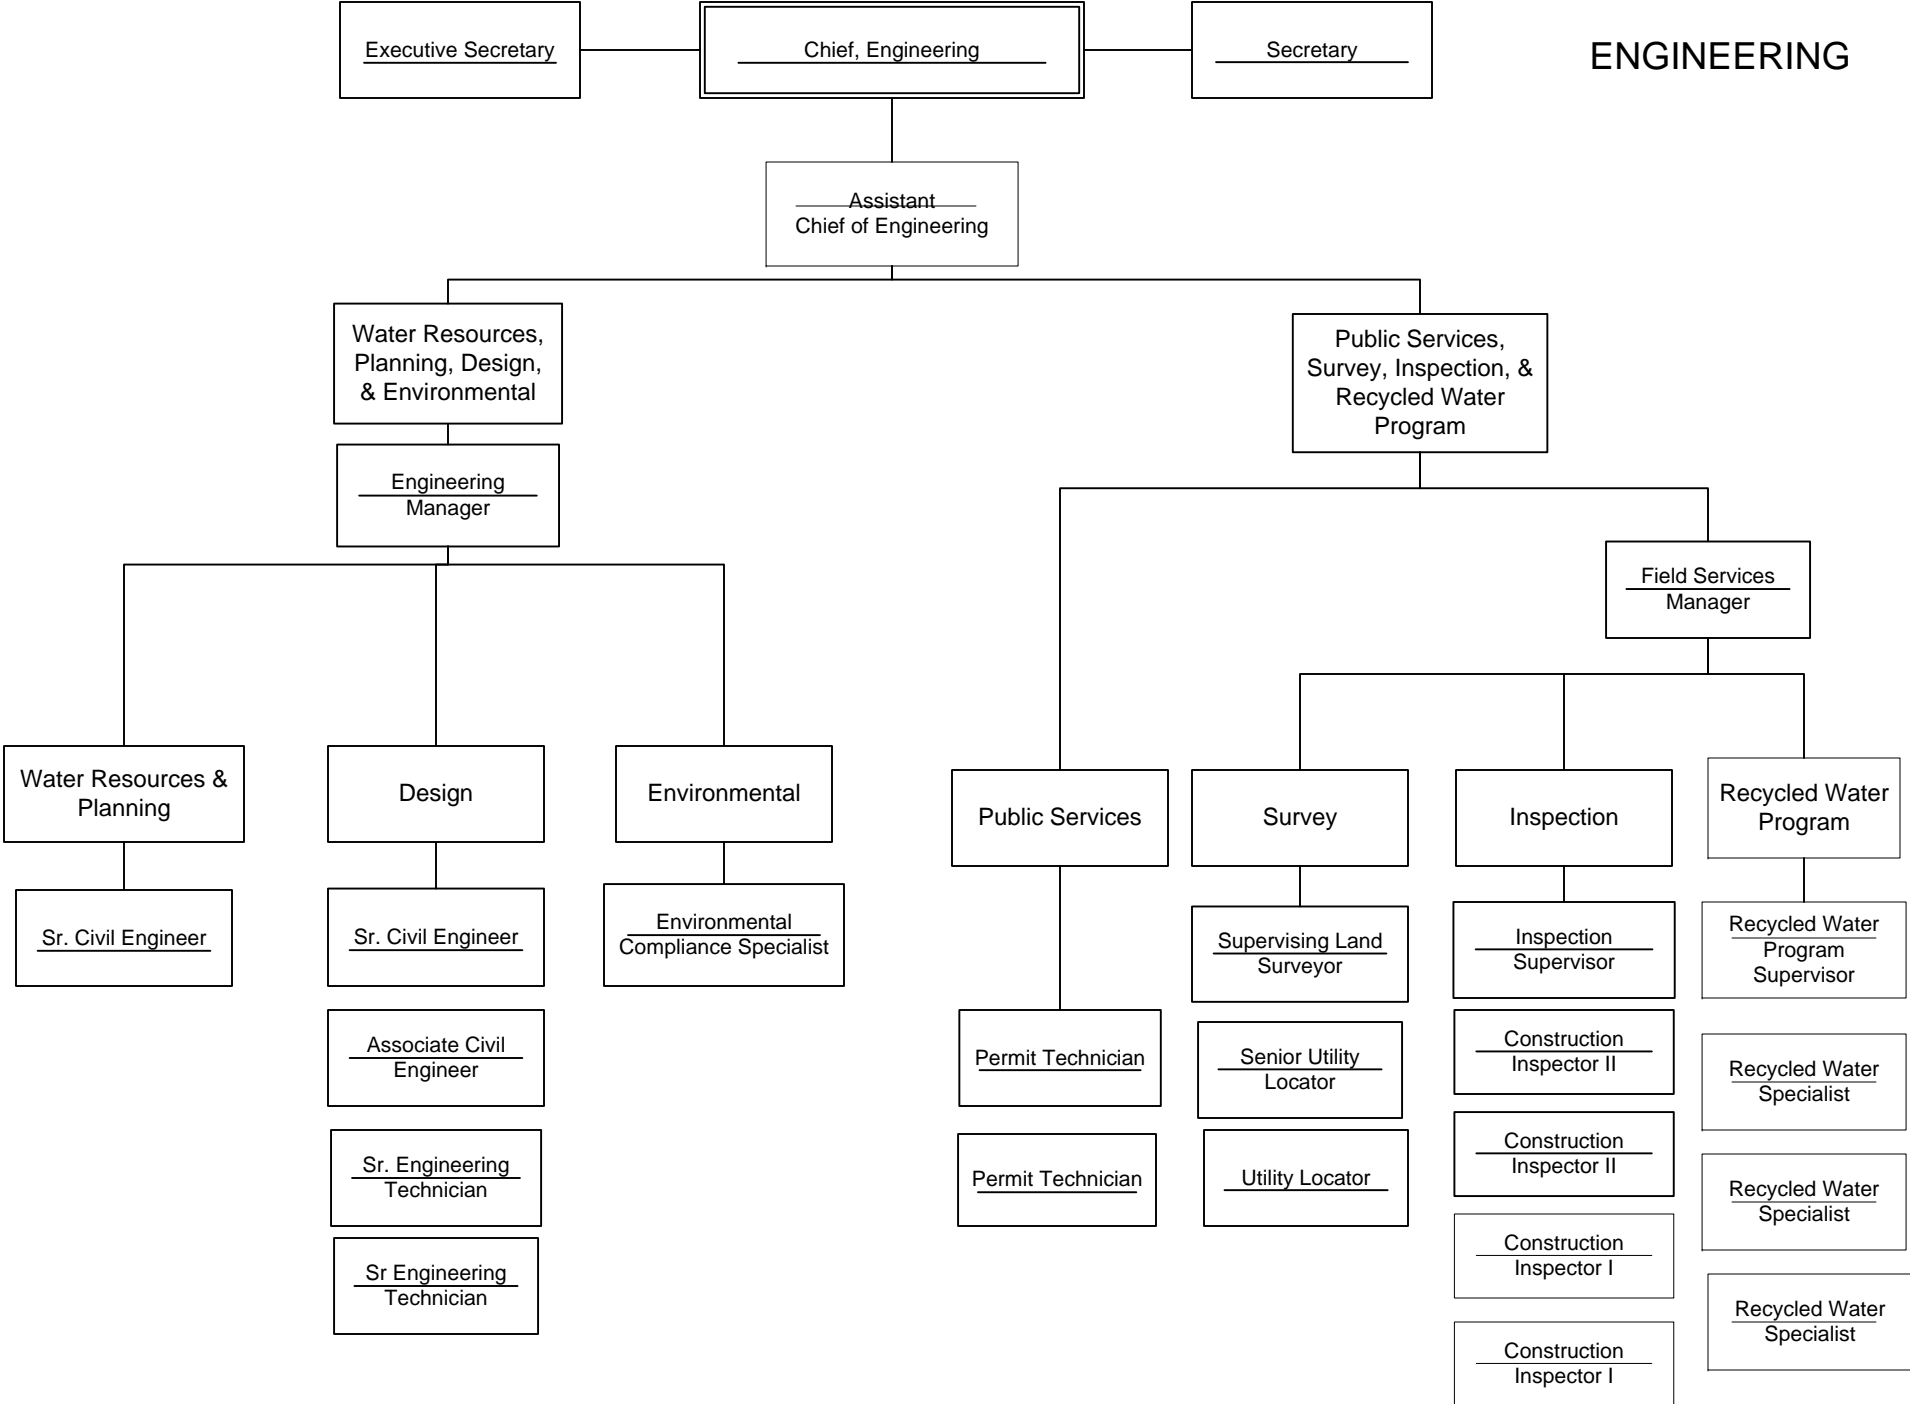 Executive Secretary
Chief, Engineering
Secretary
ENGINEERING
Assistant
Chief of Engineering
Water Resources,
Planning, Design,
& Environmental
Public Services,
Survey, Inspection, &
Recycled Water
Program
Engineering
Manager
Field Services
Manager
Water Resources &
Planning
Design
Environmental
Public Services
Survey
Inspection
Recycled Water
Program
Sr. Civil Engineer
Sr. Civil Engineer
Environmental
Compliance Specialist
Supervising Land
Surveyor
Inspection
Supervisor
Recycled Water
Program
Supervisor
Associate Civil
Engineer
Permit Technician
Senior Utility
Locator
Construction
Inspector II
Recycled Water
Specialist
Sr. Engineering
Technician
Permit Technician
Utility Locator
Construction
Inspector II
Recycled Water
Specialist
Sr Engineering
Technician
Construction
Inspector I
Recycled Water
Specialist
Construction
Inspector I